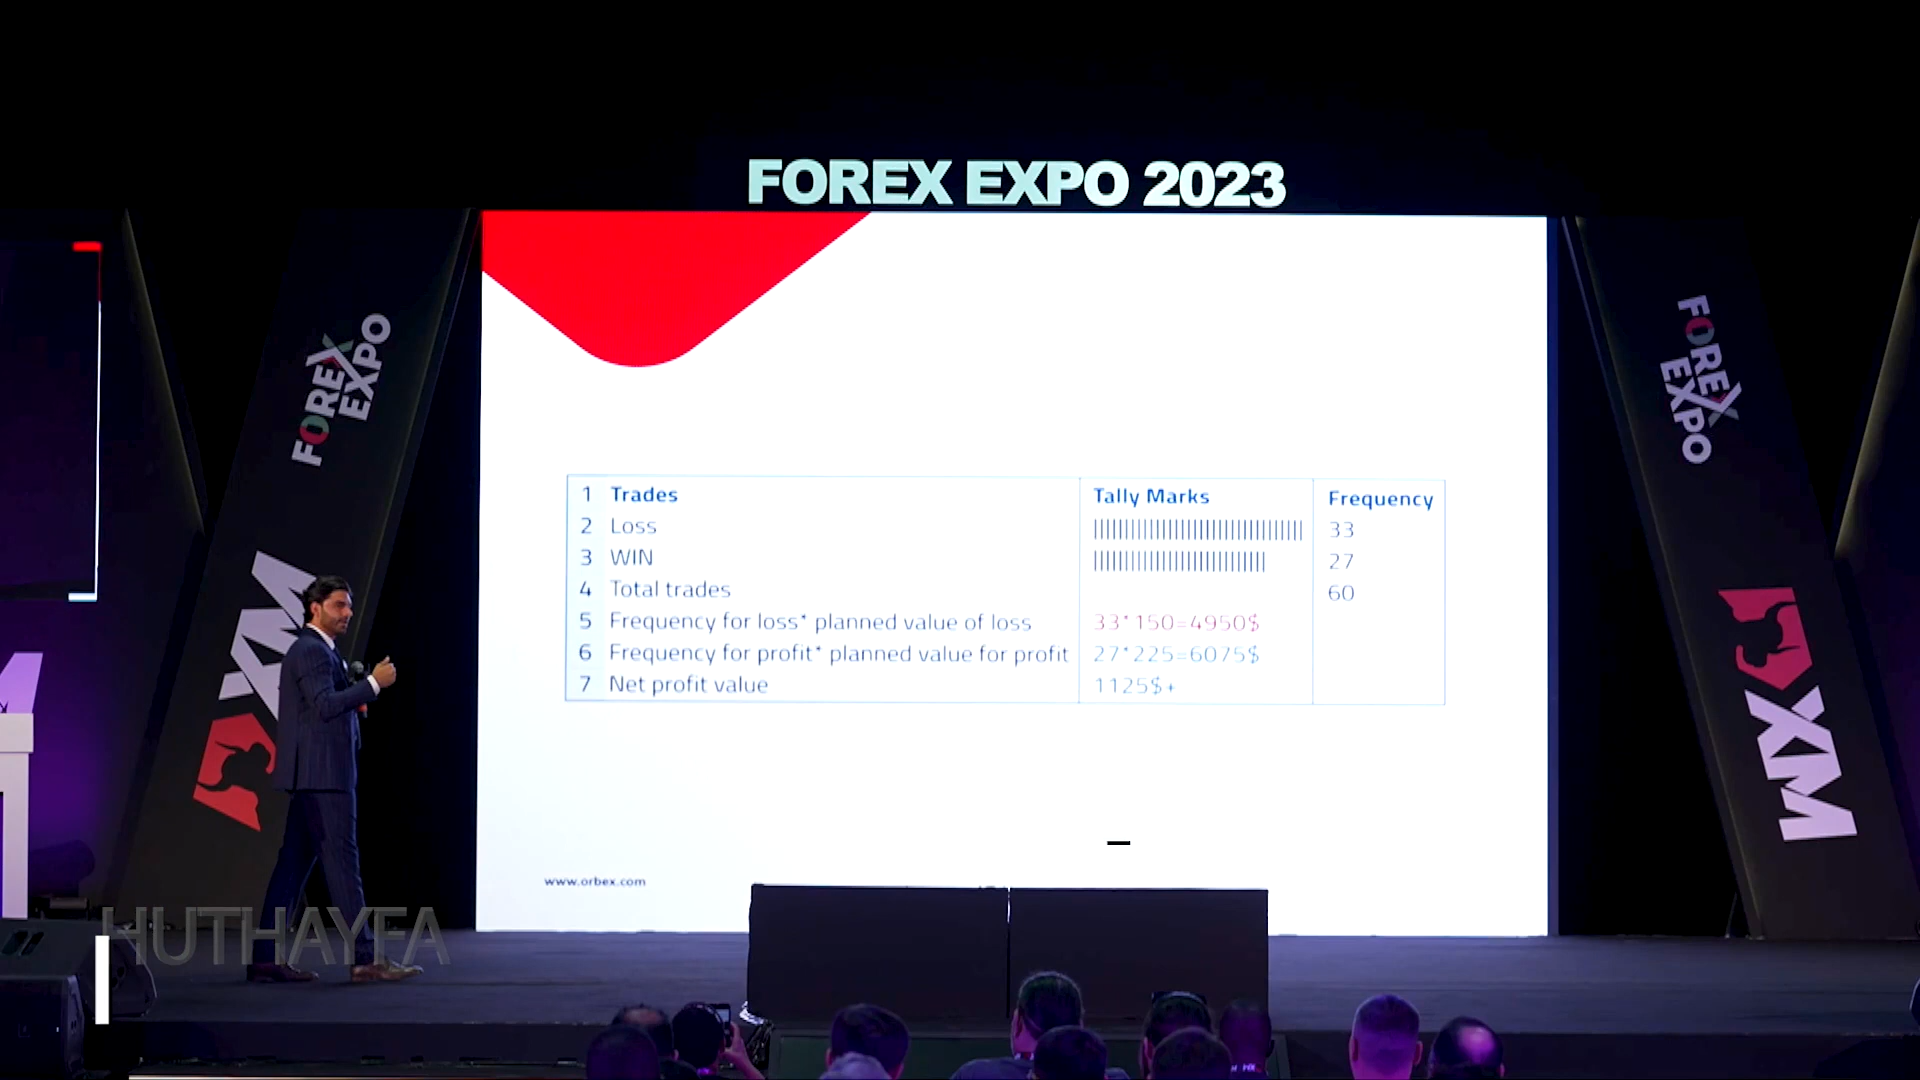 FOREX EXPO 2023
FOREX
EXPO
XM
FOREX
EXPO
XM
1 Trades Tally Marks Frequency
2 Loss ||||||||||||||||||||||||||||||||| 33
3 WIN ||||||||||||||||||||||||||| 27
4 Total trades 60
5 Frequency for loss* planned value of loss 33*150=4950$
6 Frequency for profit* planned value for profit 27*225=6075$
7 Net profit value 1125$+
www.orbex.com
HUTHAYFA